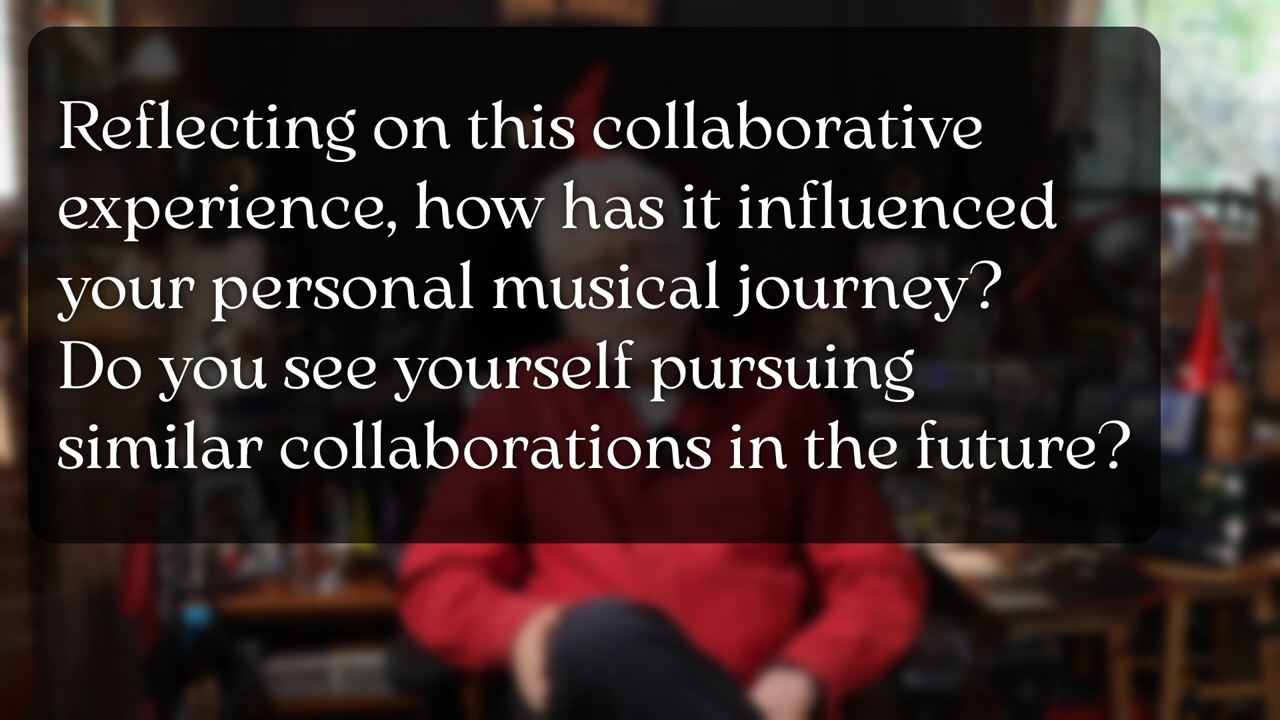 Reflecting on this collaborative
experience, how has it influenced
your personal musical journey?
Do you see yourself pursuing
similar collaborations in the future?